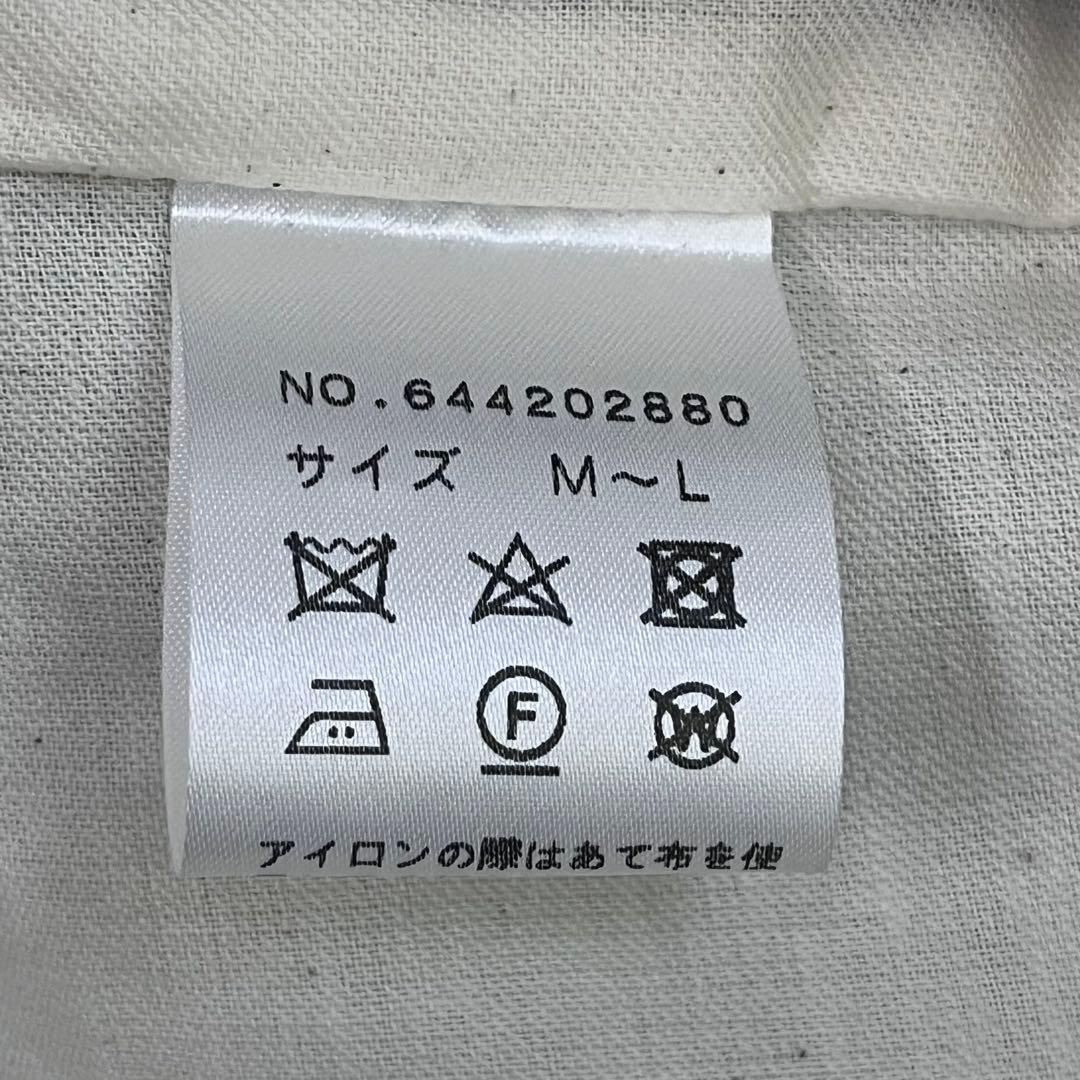 NO.644202880
サイズ M～L
F
W
アイロンの際はあて布を使